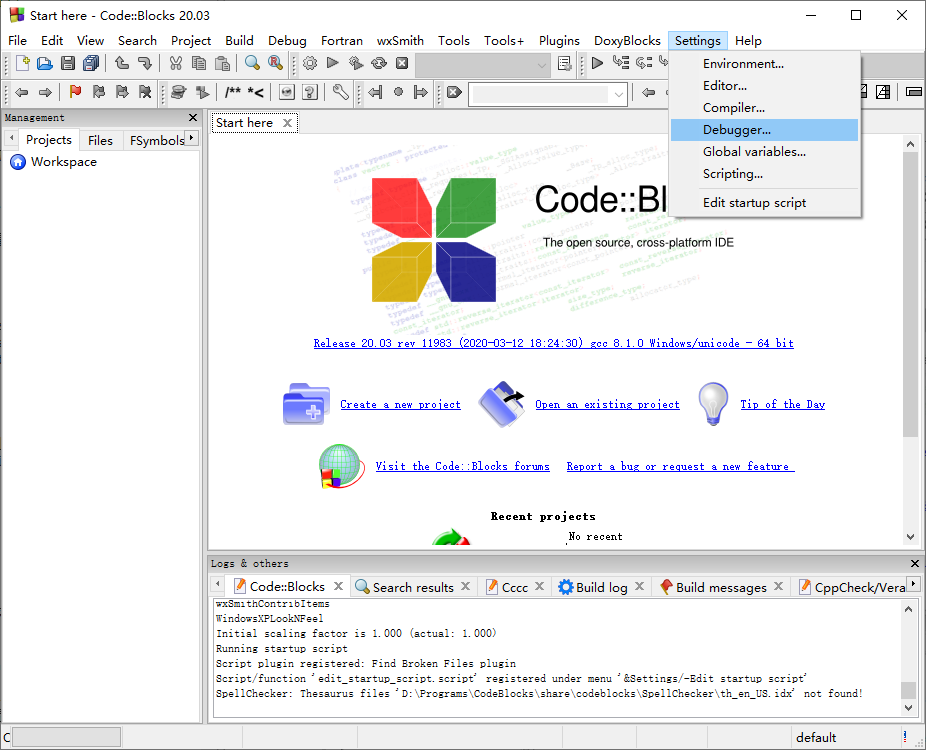 Start here - Code::Blocks 20.03
File Edit View Search Project Build Debug Fortran wxSmith Tools Tools+ Plugins DoxyBlocks Settings Help
Environment...
Editor...
Compiler...
Debugger...
Global variables...
Scripting...
Edit startup script
/** *<
Management
Projects Files FSymbols
Workspace
Start here
Code::Bl
The open source, cross-platform IDE
Release 20.03 rev 11983 (2020-03-12 18:24:30) gcc 8.1.0 Windows/unicode - 64 bit
Create a new project Open an existing project Tip of the Day
Visit the Code::Blocks forums Report a bug or request a new feature
Recent projects
No recent
Logs & others
Code::Blocks Search results Cccc Build log Build messages CppCheck/Vera
wxSmithContribItems
WindowsXPLookNFeel
Initial scaling factor is 1.000 (actual: 1.000)
Running startup script
Script plugin registered: Find Broken Files plugin
Script/function 'edit_startup_script.script' registered under menu '&Settings/-Edit startup script'
SpellChecker: Thesaurus files 'D:\Programs\CodeBlocks\share\codeblocks\SpellChecker\th_en_US.idx' not found!
C default